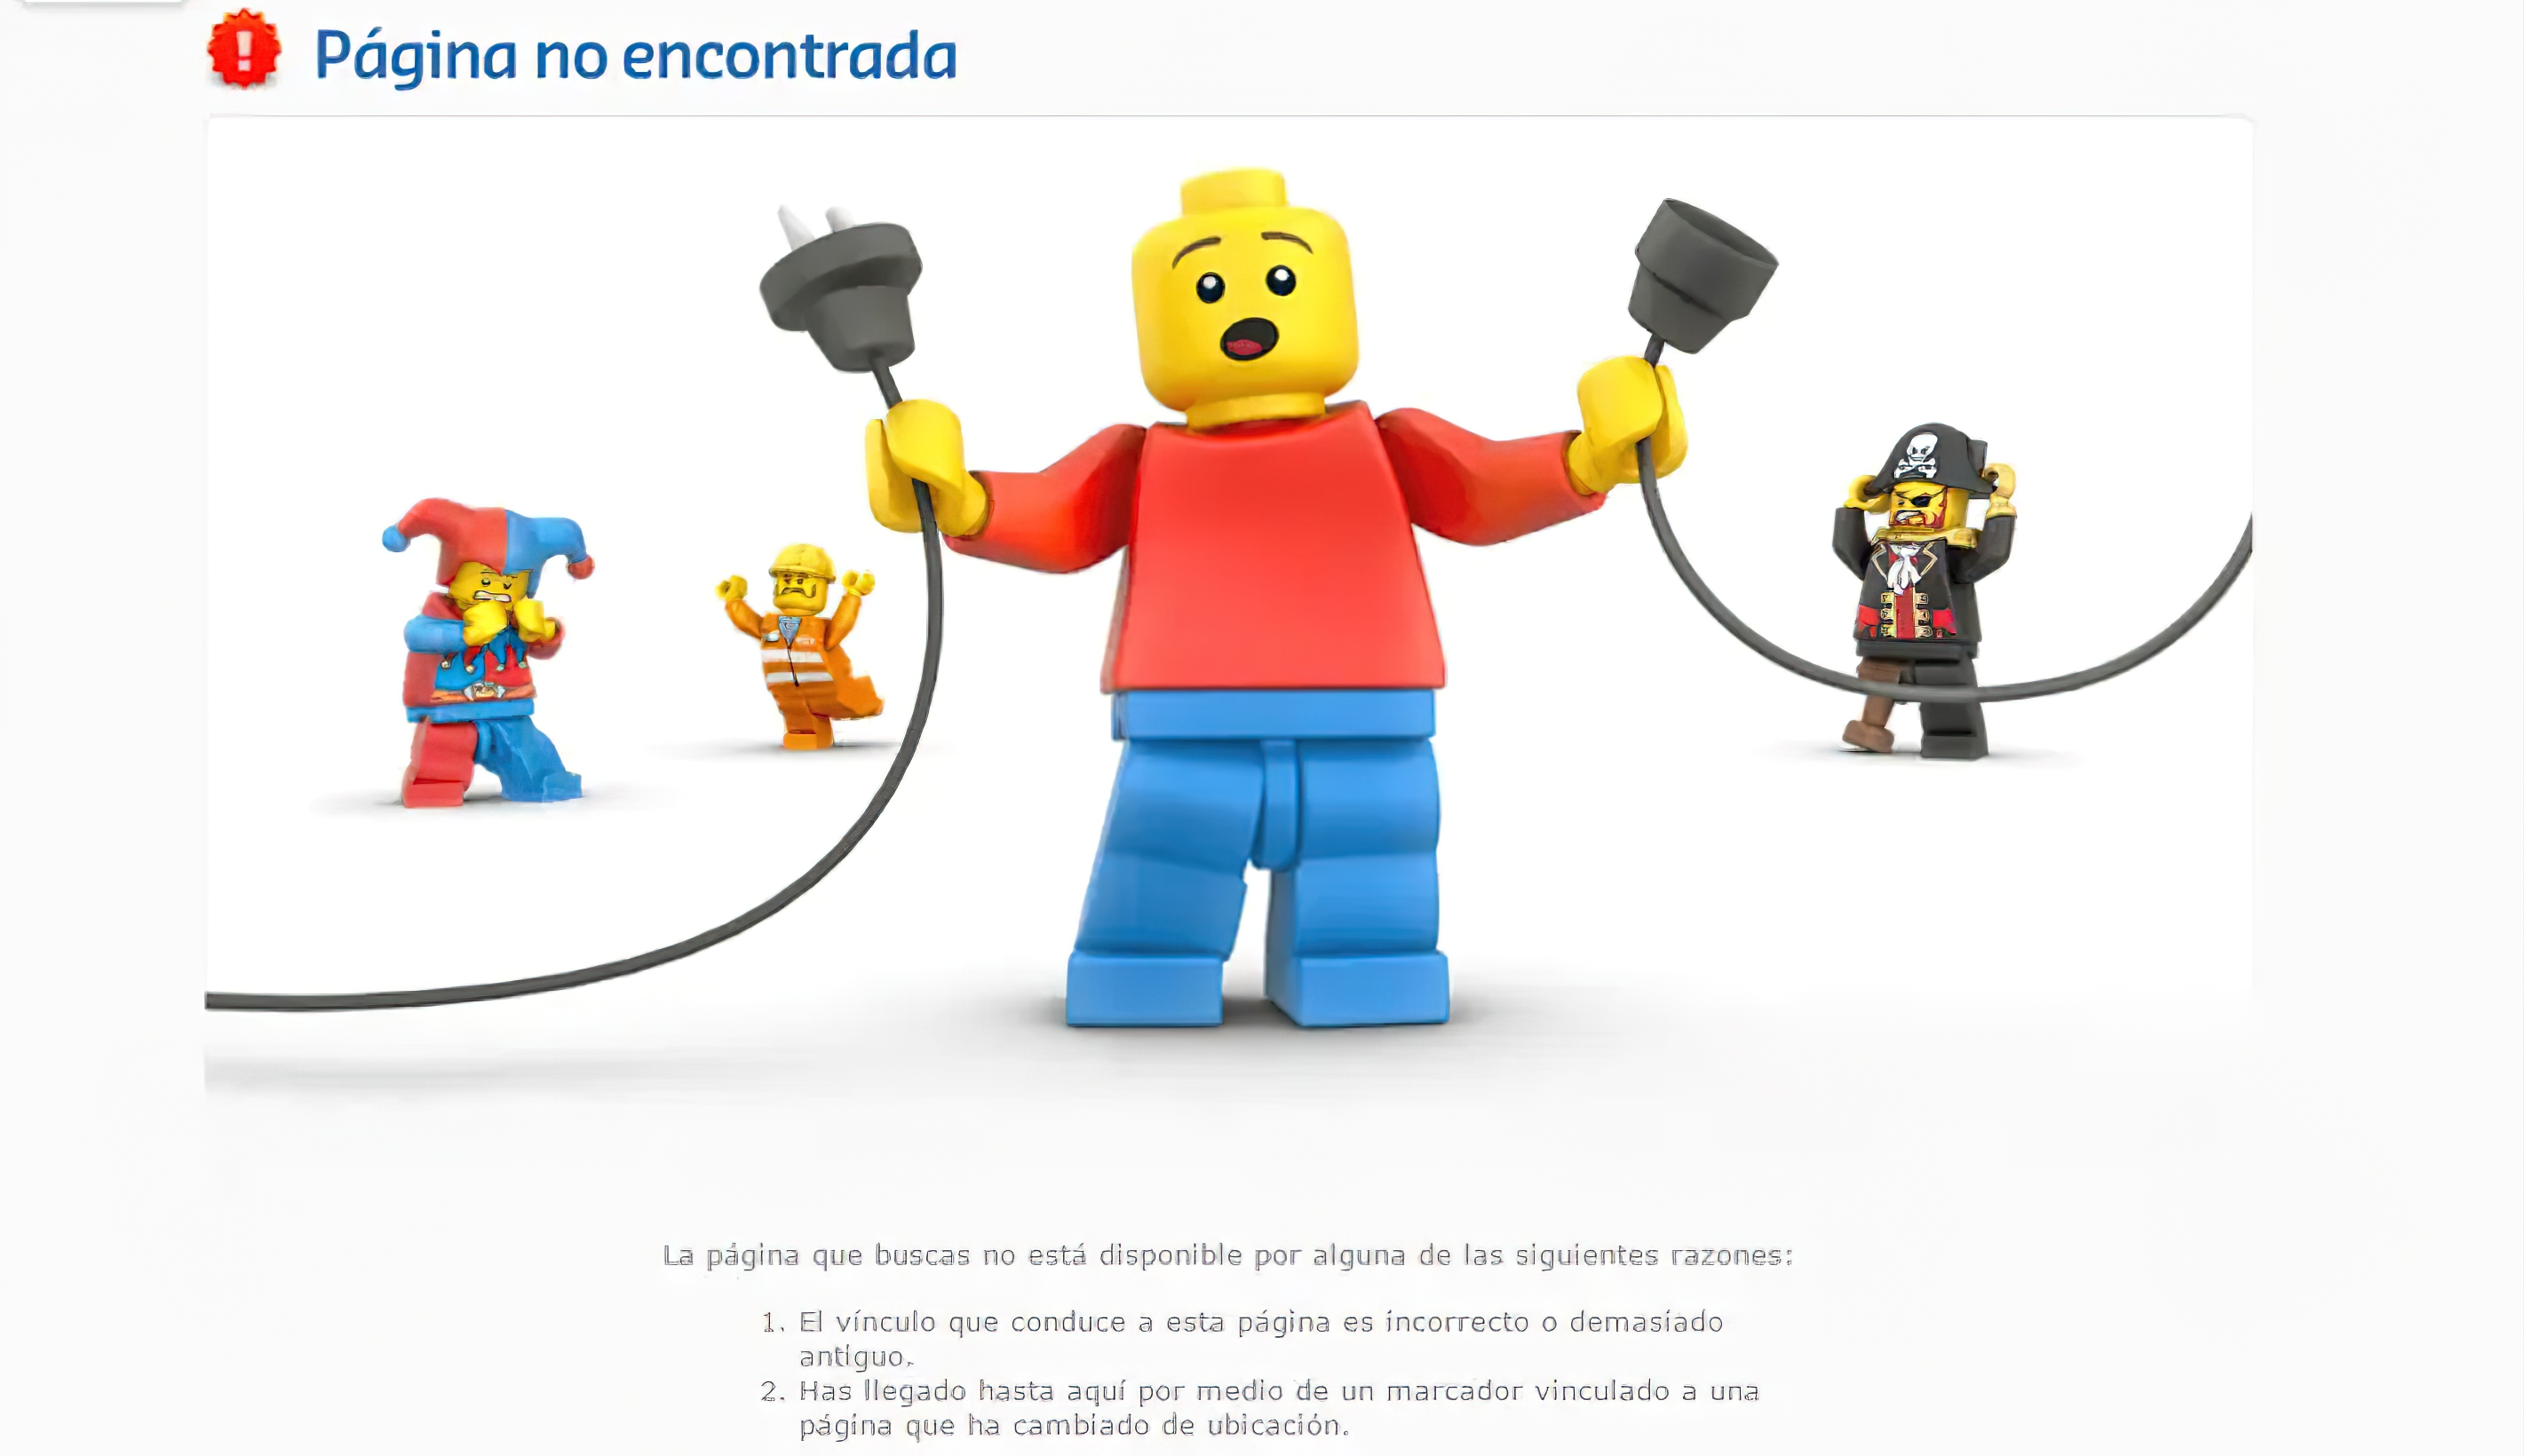 Página no encontrada
La página que buscas no está disponible por alguna de las siguientes razones:
1. El vínculo que conduce a esta página es incorrecto o demasiado
antiguo.
2. Has llegado hasta aquí por medio de un marcador vinculado a una
página que ha cambiado de ubicación.